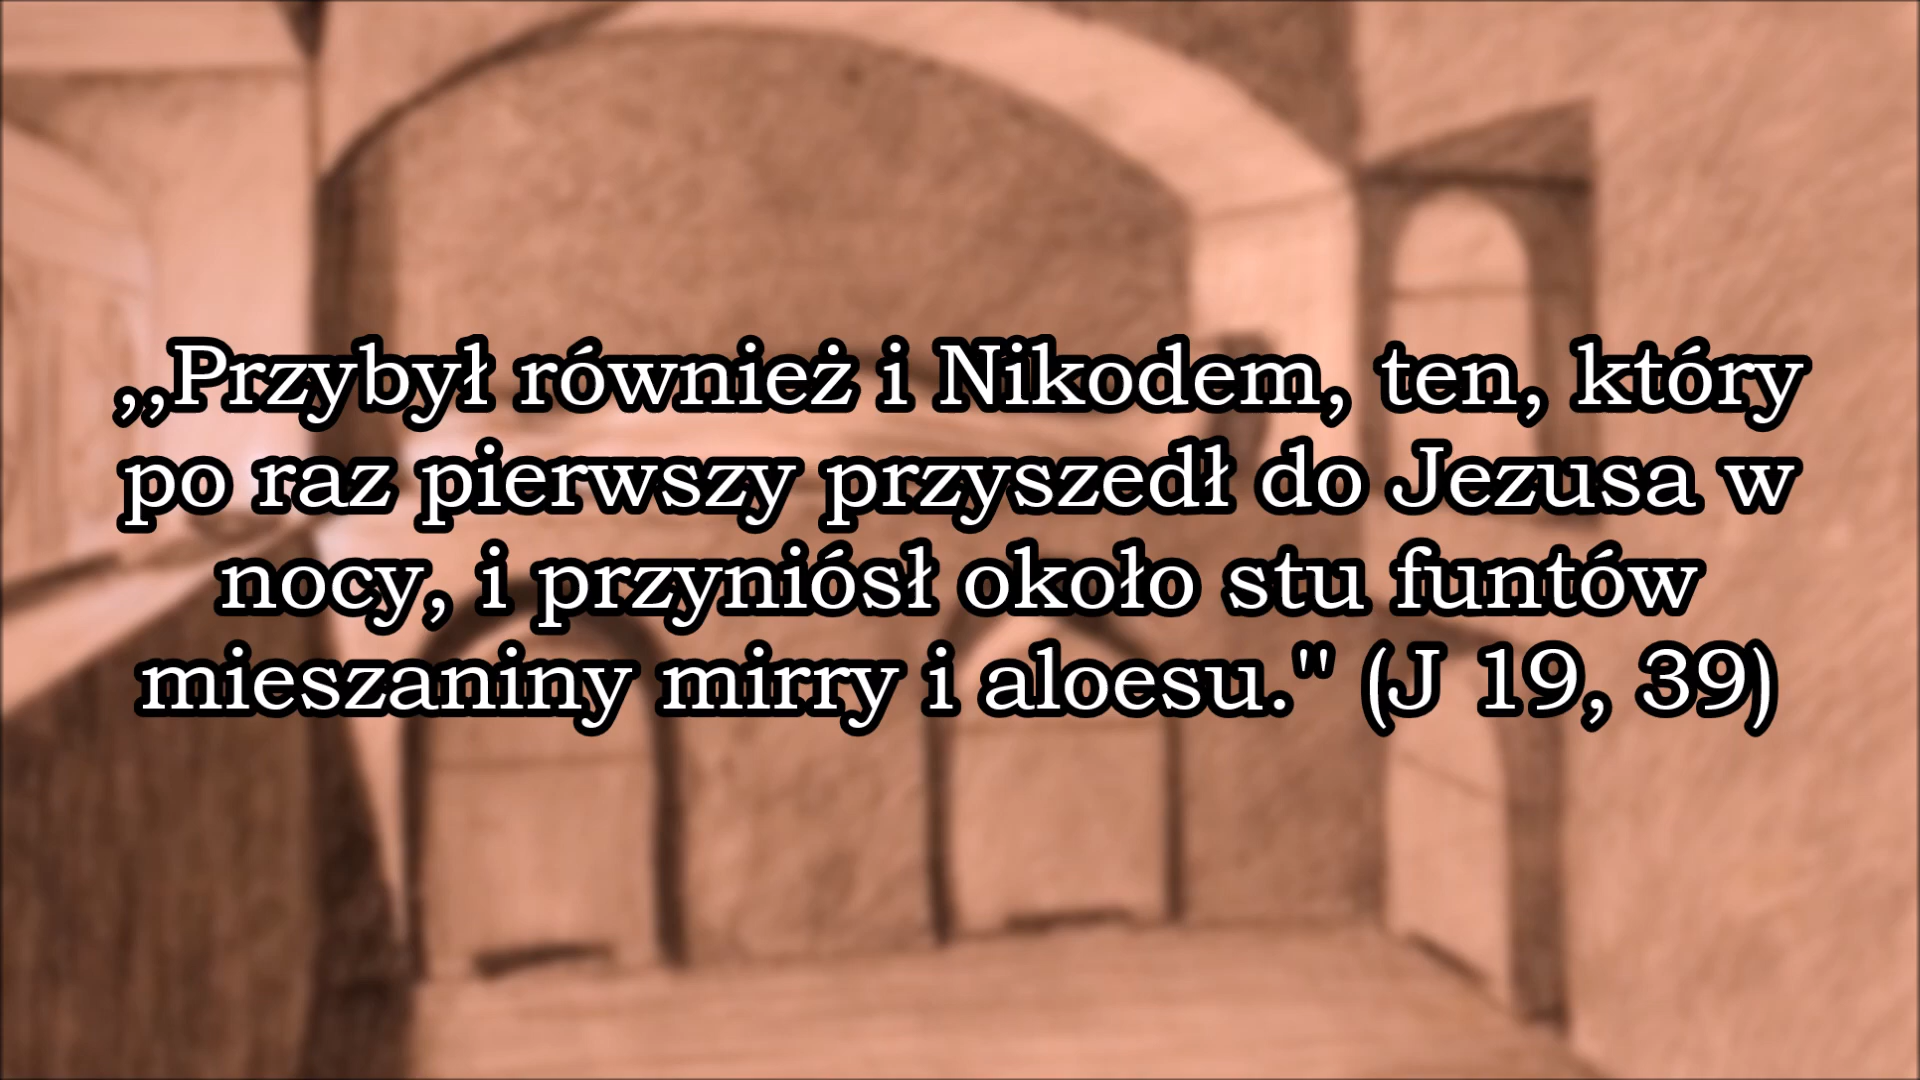 ,,Przybył również i Nikodem, ten, który
po raz pierwszy przyszedł do Jezusa w
nocy, i przyniósł około stu funtów
mieszaniny mirry i aloesu." (J 19, 39)